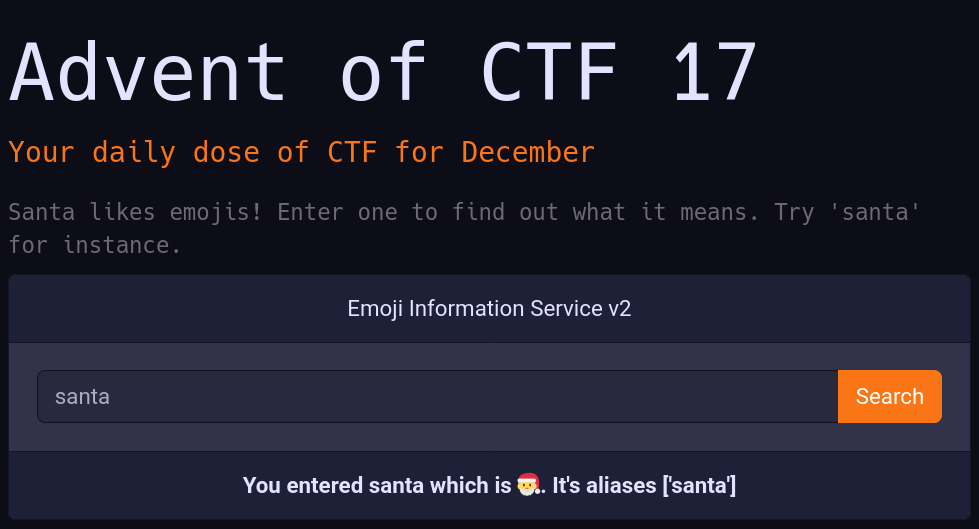 Advent of CTF 17
Your daily dose of CTF for December
Santa likes emojis! Enter one to find out what it means. Try 'santa'
for instance.
Emoji Information Service v2
santa
Search
You entered santa which is 🎅. It's aliases ['santa']